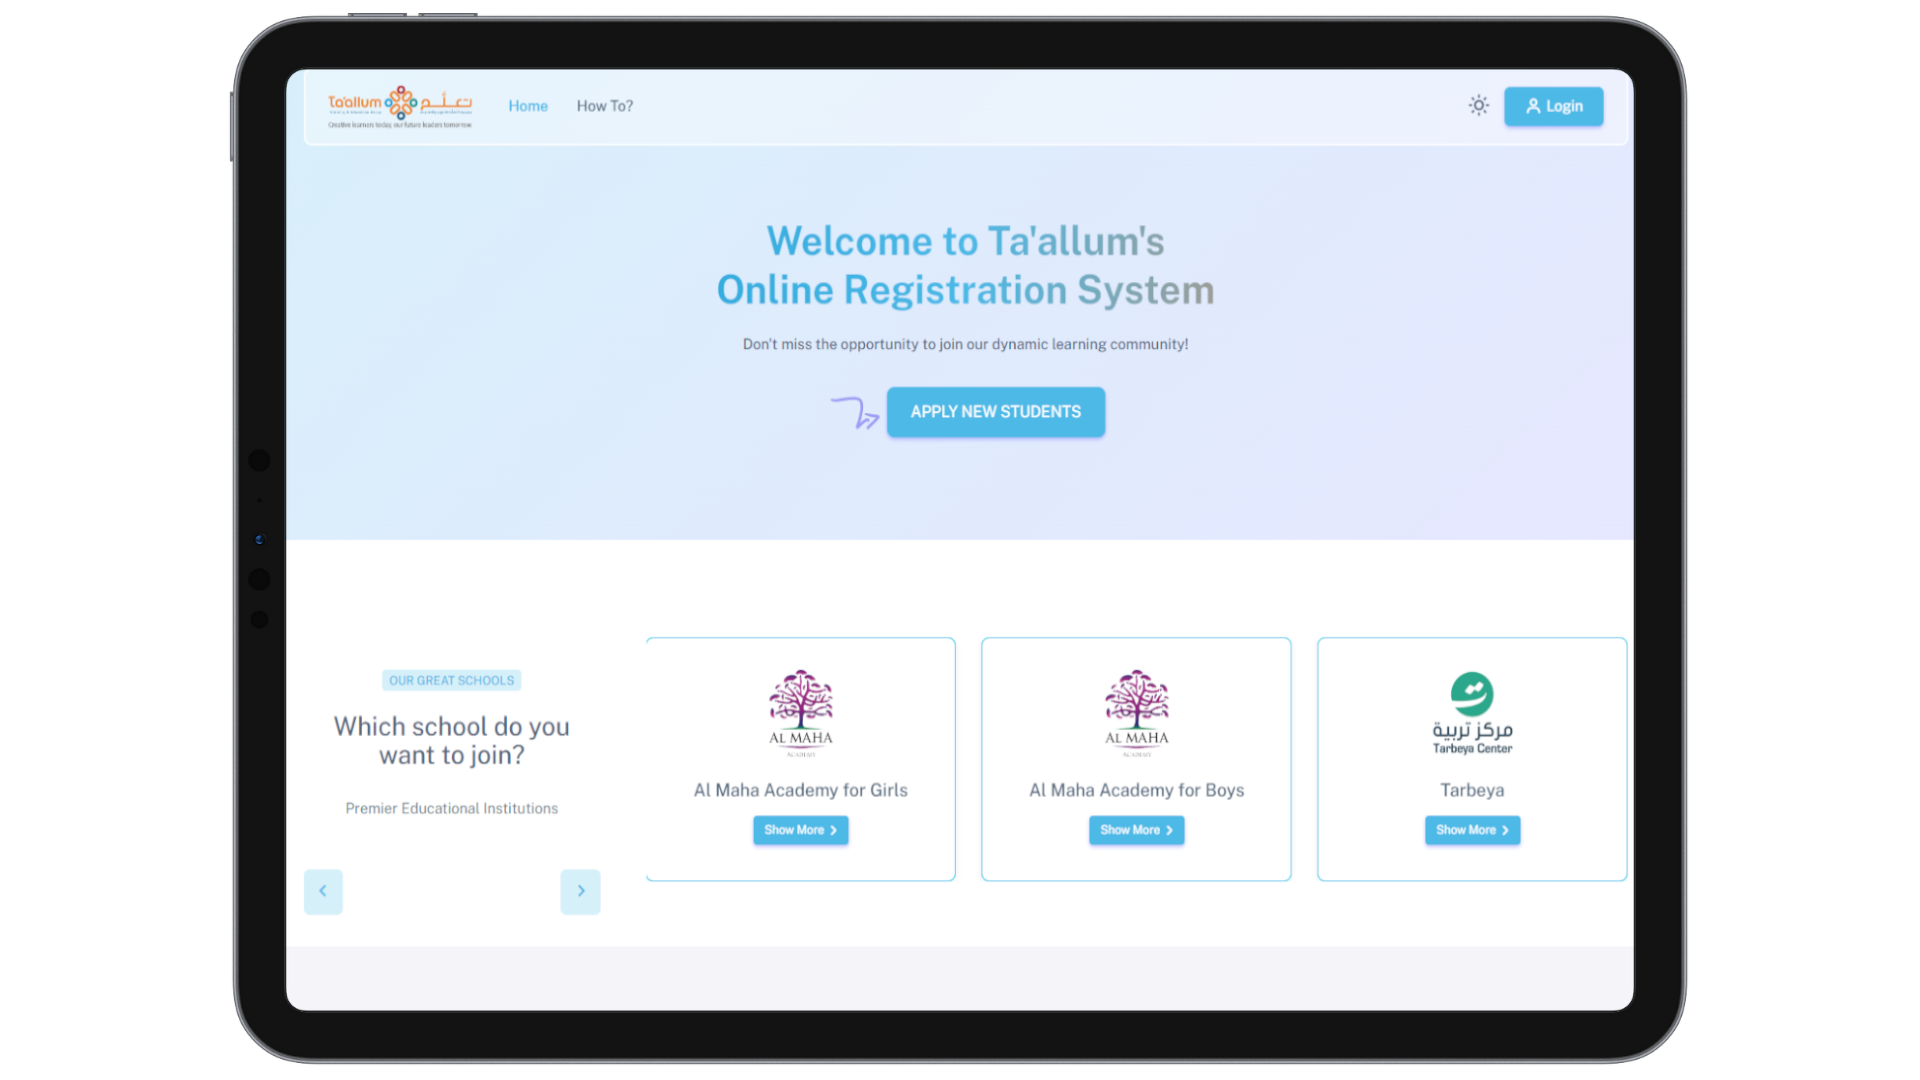 Ta'allum تعلّم
Creative learners today, our future leaders tomorrow.
Home
How To?
Login
Welcome to Ta'allum's
Online Registration System
Don't miss the opportunity to join our dynamic learning community!
APPLY NEW STUDENTS
OUR GREAT SCHOOLS
Which school do you
want to join?
Premier Educational Institutions
AL MAHA
ACADEMY
Al Maha Academy for Girls
Show More
AL MAHA
ACADEMY
Al Maha Academy for Boys
Show More
مركز تربية
Tarbeya Center
Tarbeya
Show More